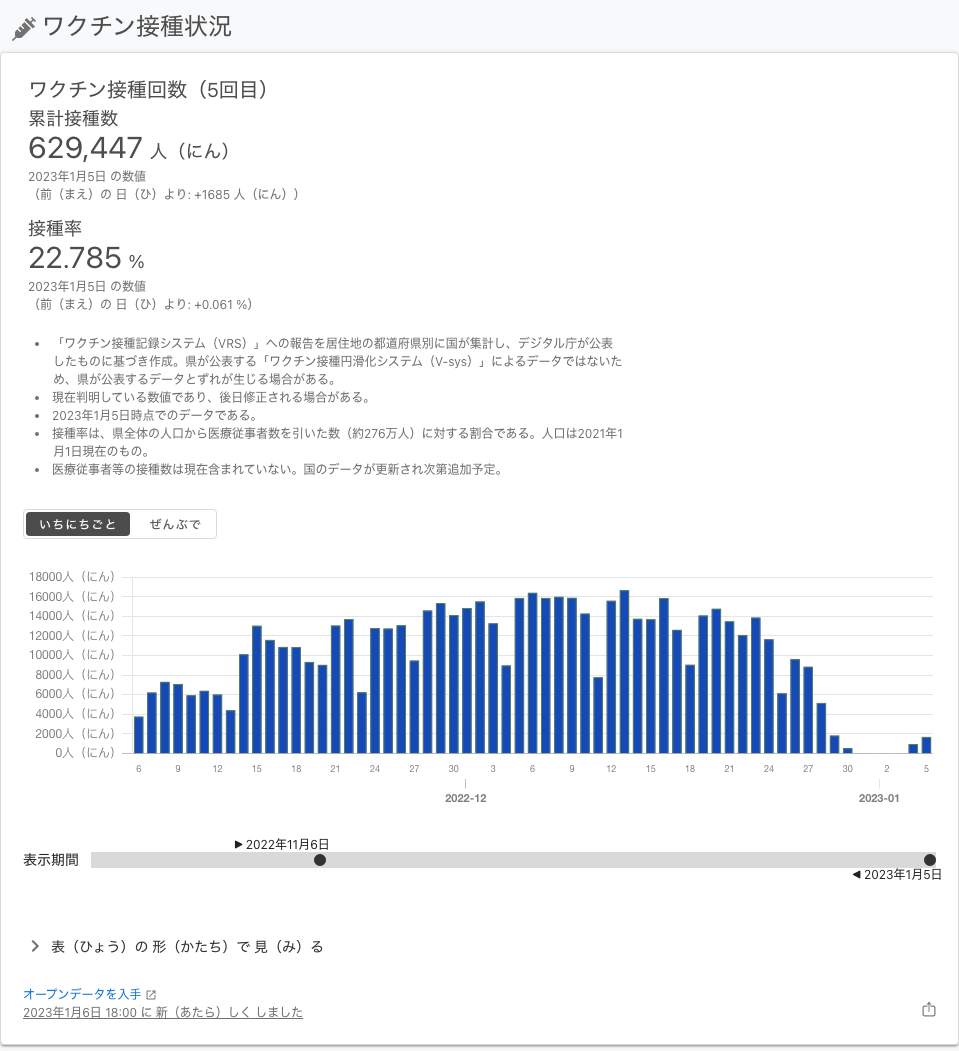 ワクチン接種状況
ワクチン接種回数（5回目）
累計接種数
629,447 人（にん）
2023年1月5日 の数値
（前（まえ）の 日（ひ）より: +1685 人（にん））
接種率
22.785 %
2023年1月5日 の数値
（前（まえ）の 日（ひ）より: +0.061 %）
• 「ワクチン接種記録システム（VRS）」への報告を居住地の都道府県別に国が集計し、デジタル庁が公表
したものに基づき作成。県が公表する「ワクチン接種円滑化システム（V-sys）」によるデータではないた
め、県が公表するデータとずれが生じる場合がある。
• 現在判明している数値であり、後日修正される場合がある。
• 2023年1月5日時点でのデータである。
• 接種率は、県全体の人口から医療従事者数を引いた数（約276万人）に対する割合である。人口は2021年1
月1日現在のもの。
• 医療従事者等の接種数は現在含まれていない。国のデータが更新され次第追加予定。
いちにちごと ぜんぶで
18000人（にん）
16000人（にん）
14000人（にん）
12000人（にん）
10000人（にん）
8000人（にん）
6000人（にん）
4000人（にん）
2000人（にん）
0人（にん）
6 9 12 15 18 21 24 27 30 3 6 9 12 15 18 21 24 27 30 2 5
2022-12 2023-01
▶ 2022年11月6日
表示期間
◀ 2023年1月5日
表（ひょう）の 形（かたち）で 見（み）る
オープンデータを入手
2023年1月6日 18:00 に 新（あたら）しく しました